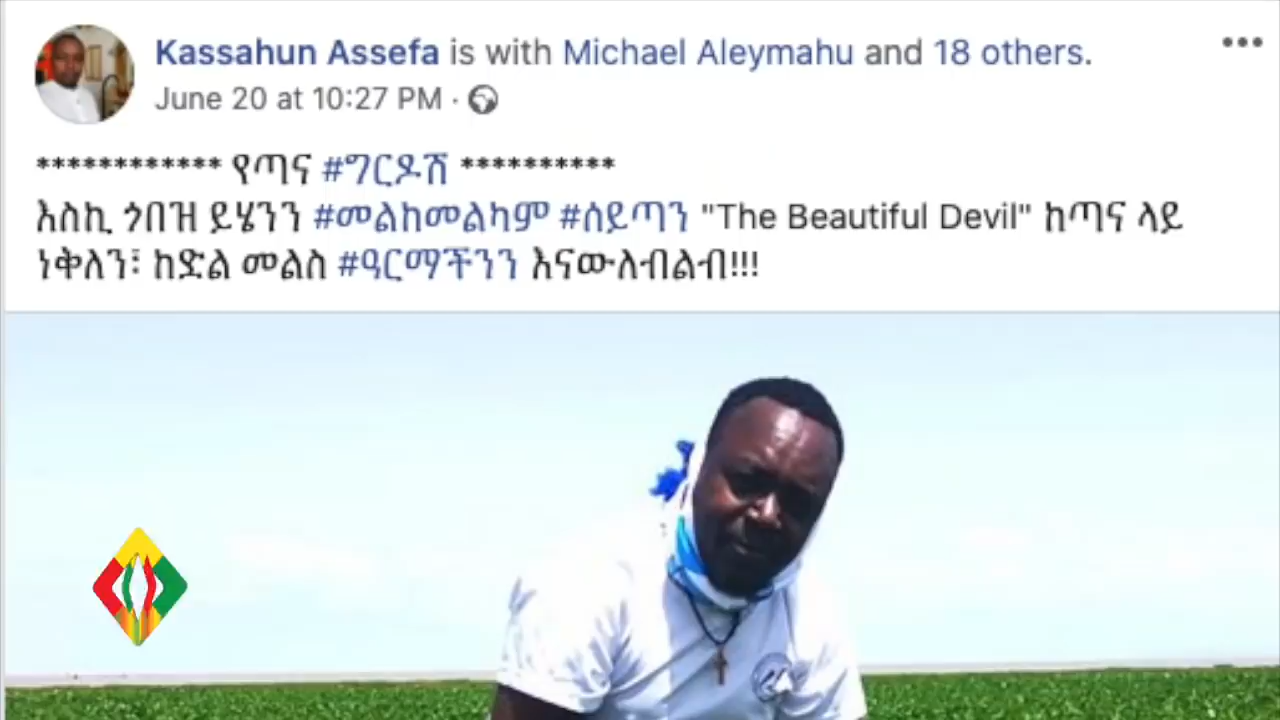 Kassahun Assefa is with Michael Aleymahu and 18 others.
June 20 at 10:27 PM ·
************ የጣና #ግርዶሽ **********
እስኪ ጎበዝ ይሄንን #መልከመልካም #ሰይጣን "The Beautiful Devil" ከጣና ላይ
ነቅለን፣ ከድል መልስ #ዓርማችንን እናውለብልብ!!!